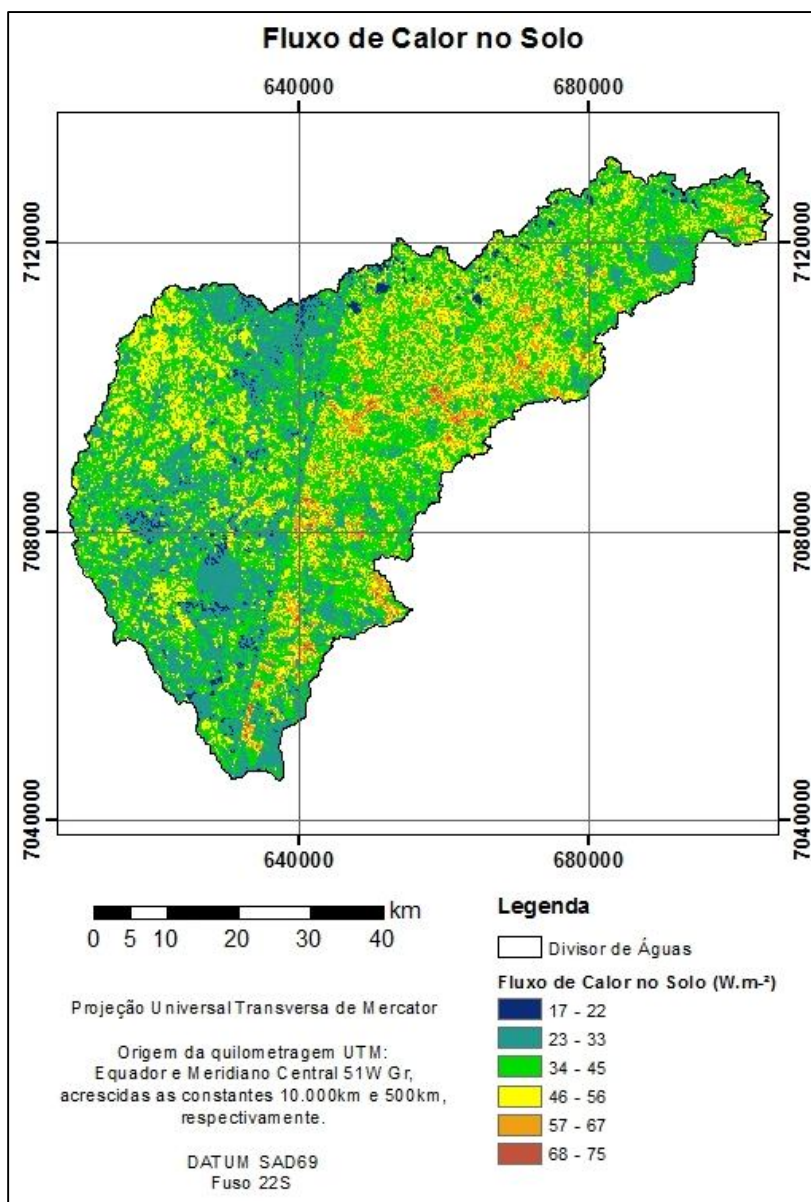 Fluxo de Calor no Solo
640000 680000
7120000 7120000
7080000 7080000
7040000 7040000
640000 680000
km
0 5 10 20 30 40
Projeção Universal Transversa de Mercator
Origem da quilometragem UTM:
Equador e Meridiano Central 51W Gr,
acrescidas as constantes 10.000km e 500km,
respectivamente.
DATUM SAD69
Fuso 22S
Legenda
Divisor de Águas
Fluxo de Calor no Solo (W.m-²)
17 - 22
23 - 33
34 - 45
46 - 56
57 - 67
68 - 75